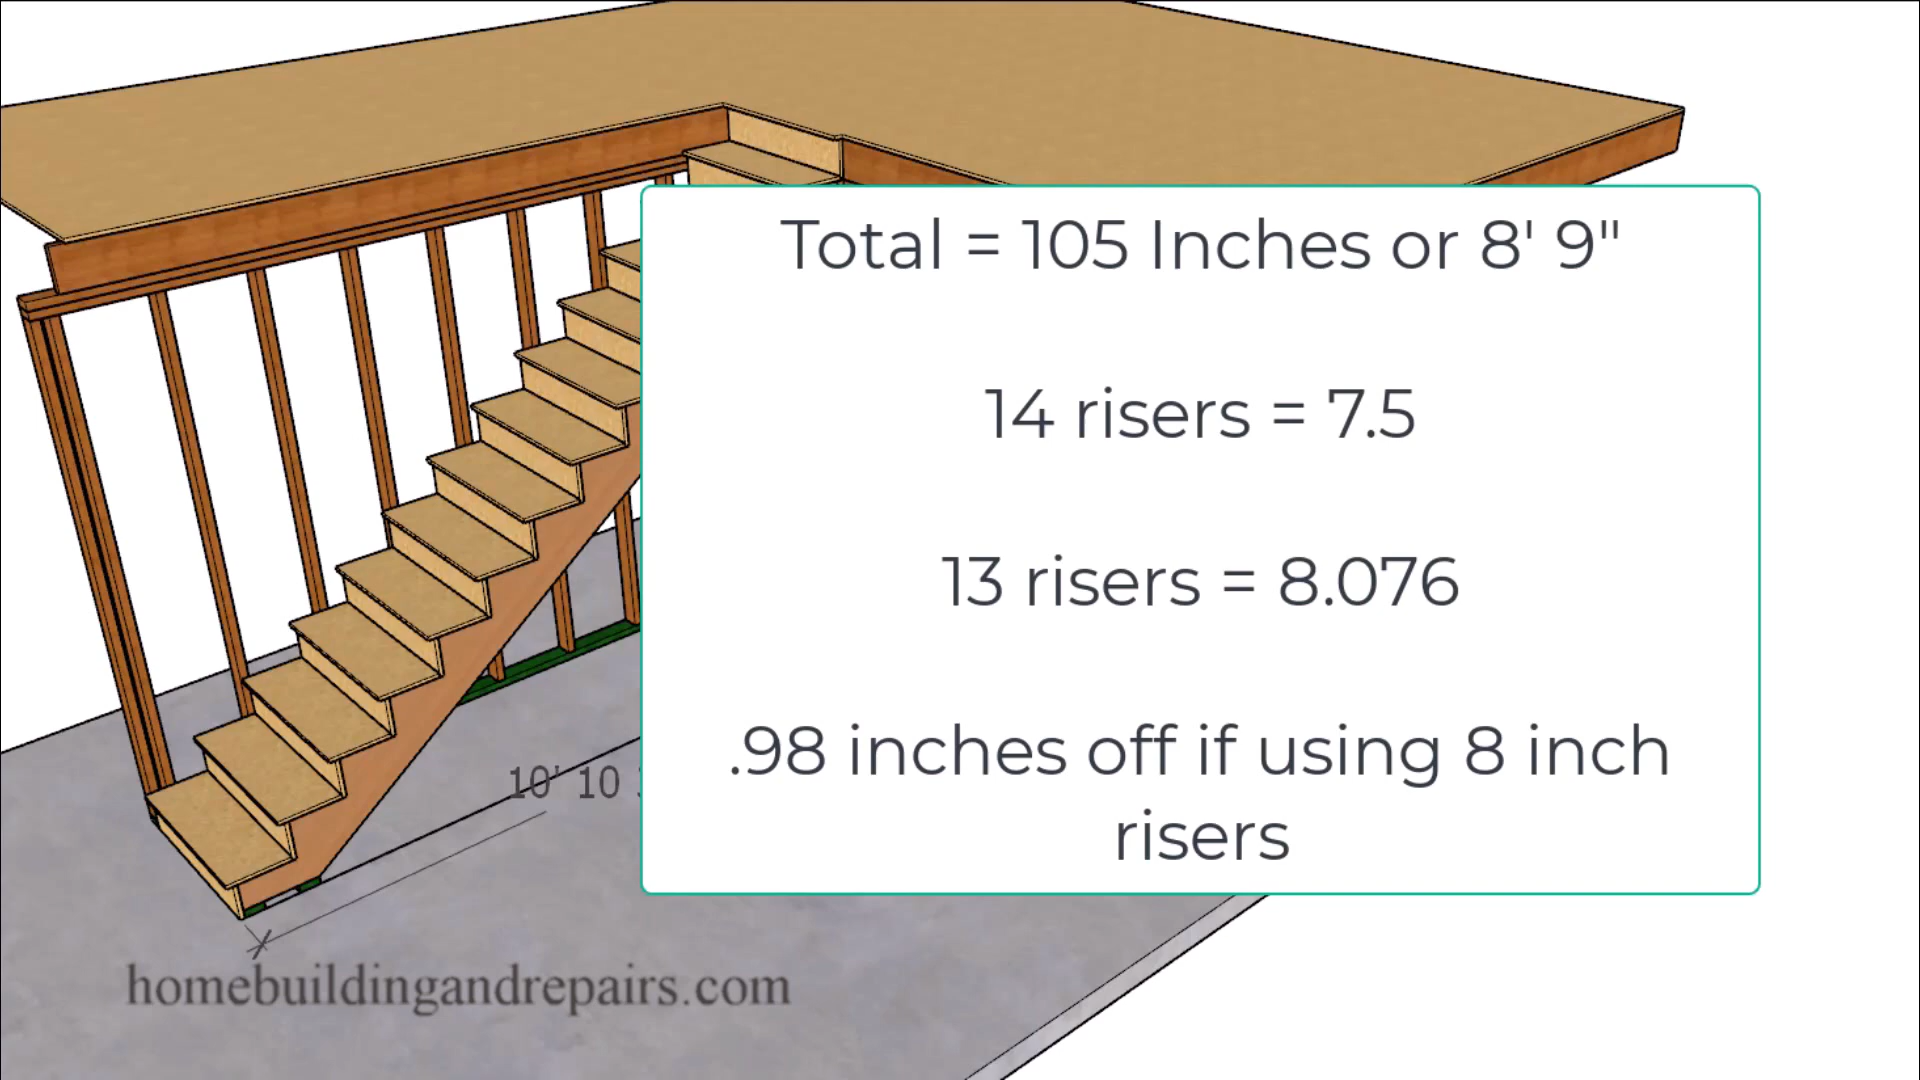 Total = 105 Inches or 8' 9"
14 risers = 7.5
13 risers = 8.076
.98 inches off if using 8 inch
risers
10' 10
homebuildingandrepairs.com